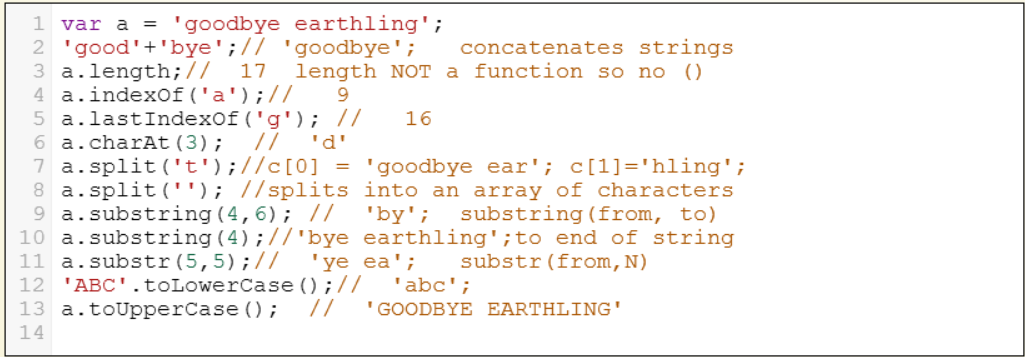 1 var a = 'goodbye earthling';
2 'good'+'bye';// 'goodbye';   concatenates strings
3 a.length;//  17  length NOT a function so no ()
4 a.indexOf('a');//   9
5 a.lastIndexOf('g'); //   16
6 a.charAt(3);  //  'd'
7 a.split('t');//c[0] = 'goodbye ear'; c[1]='hling';
8 a.split(''); //splits into an array of characters
9 a.substring(4,6); //  'by';  substring(from, to)
10 a.substring(4);//'bye earthling';to end of string
11 a.substr(5,5);//  'ye ea';   substr(from,N)
12 'ABC'.toLowerCase();//  'abc';
13 a.toUpperCase();  //  'GOODBYE EARTHLING'
14